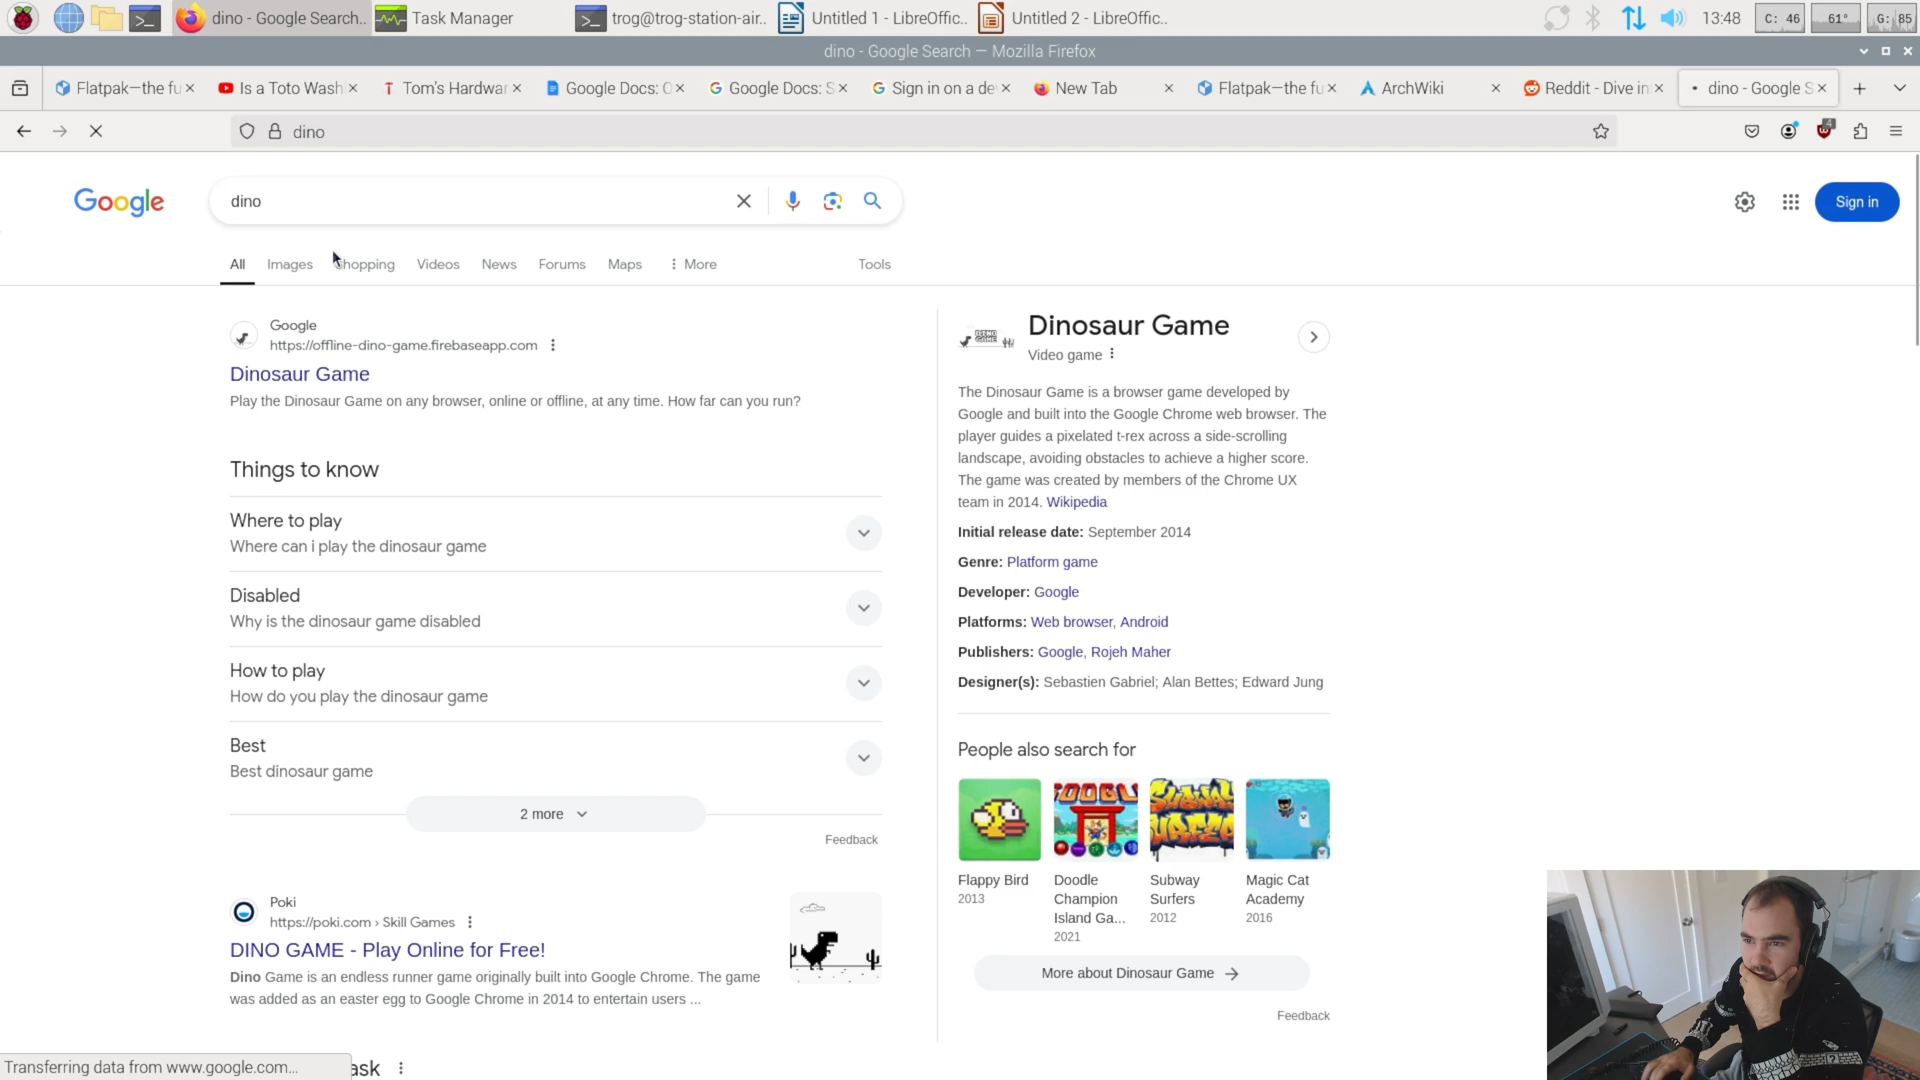 dino - Google Search..
Task Manager
trog@trog-station-air..
Untitled 1 - LibreOffic..
Untitled 2 - LibreOffic..
13:48
C: 46
61°
G: 85
dino - Google Search — Mozilla Firefox
Flatpak—the fu
Is a Toto Wash
Tom's Hardwar
Google Docs: O
Google Docs: S
Sign in on a de
New Tab
Flatpak—the fu
ArchWiki
Reddit - Dive in
dino - Google S
dino
4
Google
dino
Sign in
All
Images
Shopping
Videos
News
Forums
Maps
More
Tools
Google
https://offline-dino-game.firebaseapp.com
Dinosaur Game
Play the Dinosaur Game on any browser, online or offline, at any time. How far can you run?
Things to know
Where to play
Where can i play the dinosaur game
Disabled
Why is the dinosaur game disabled
How to play
How do you play the dinosaur game
Best
Best dinosaur game
2 more
Feedback
Poki
https://poki.com › Skill Games
DINO GAME - Play Online for Free!
Dino Game is an endless runner game originally built into Google Chrome. The game
was added as an easter egg to Google Chrome in 2014 to entertain users ...
ask
Transferring data from www.google.com...
DINO
GAME
Dinosaur Game
Video game
The Dinosaur Game is a browser game developed by
Google and built into the Google Chrome web browser. The
player guides a pixelated t-rex across a side-scrolling
landscape, avoiding obstacles to achieve a higher score.
The game was created by members of the Chrome UX
team in 2014. Wikipedia
Initial release date: September 2014
Genre: Platform game
Developer: Google
Platforms: Web browser, Android
Publishers: Google, Rojeh Maher
Designer(s): Sebastien Gabriel; Alan Bettes; Edward Jung
People also search for
Flappy Bird
2013
Doodle
Champion
Island Ga...
2021
Subway
Surfers
2012
Magic Cat
Academy
2016
More about Dinosaur Game
Feedback